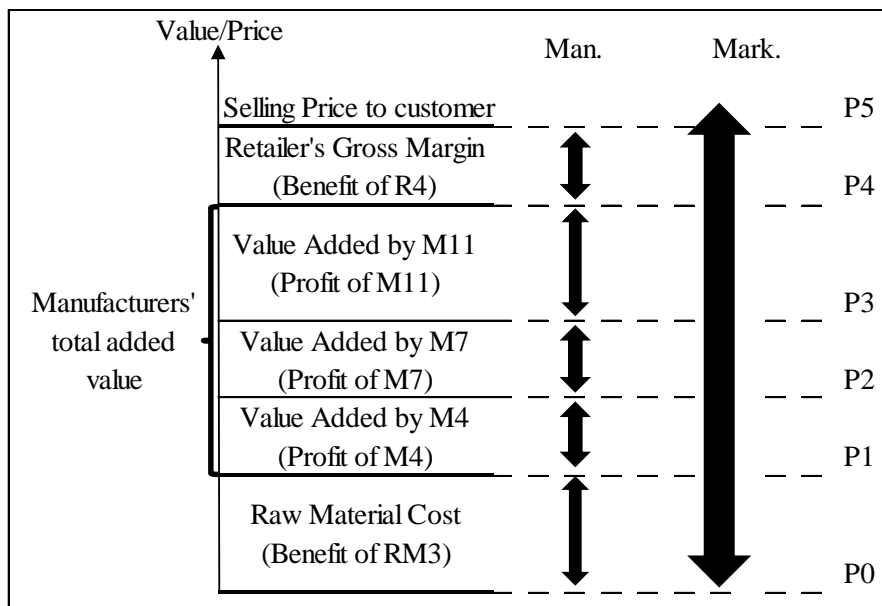 Value/Price
Man.
Mark.
Selling Price to customer
P5
Retailer's Gross Margin
(Benefit of R4)
P4
Value Added by M11
(Profit of M11)
P3
Manufacturers'
total added
value
Value Added by M7
(Profit of M7)
P2
Value Added by M4
(Profit of M4)
P1
Raw Material Cost
(Benefit of RM3)
P0